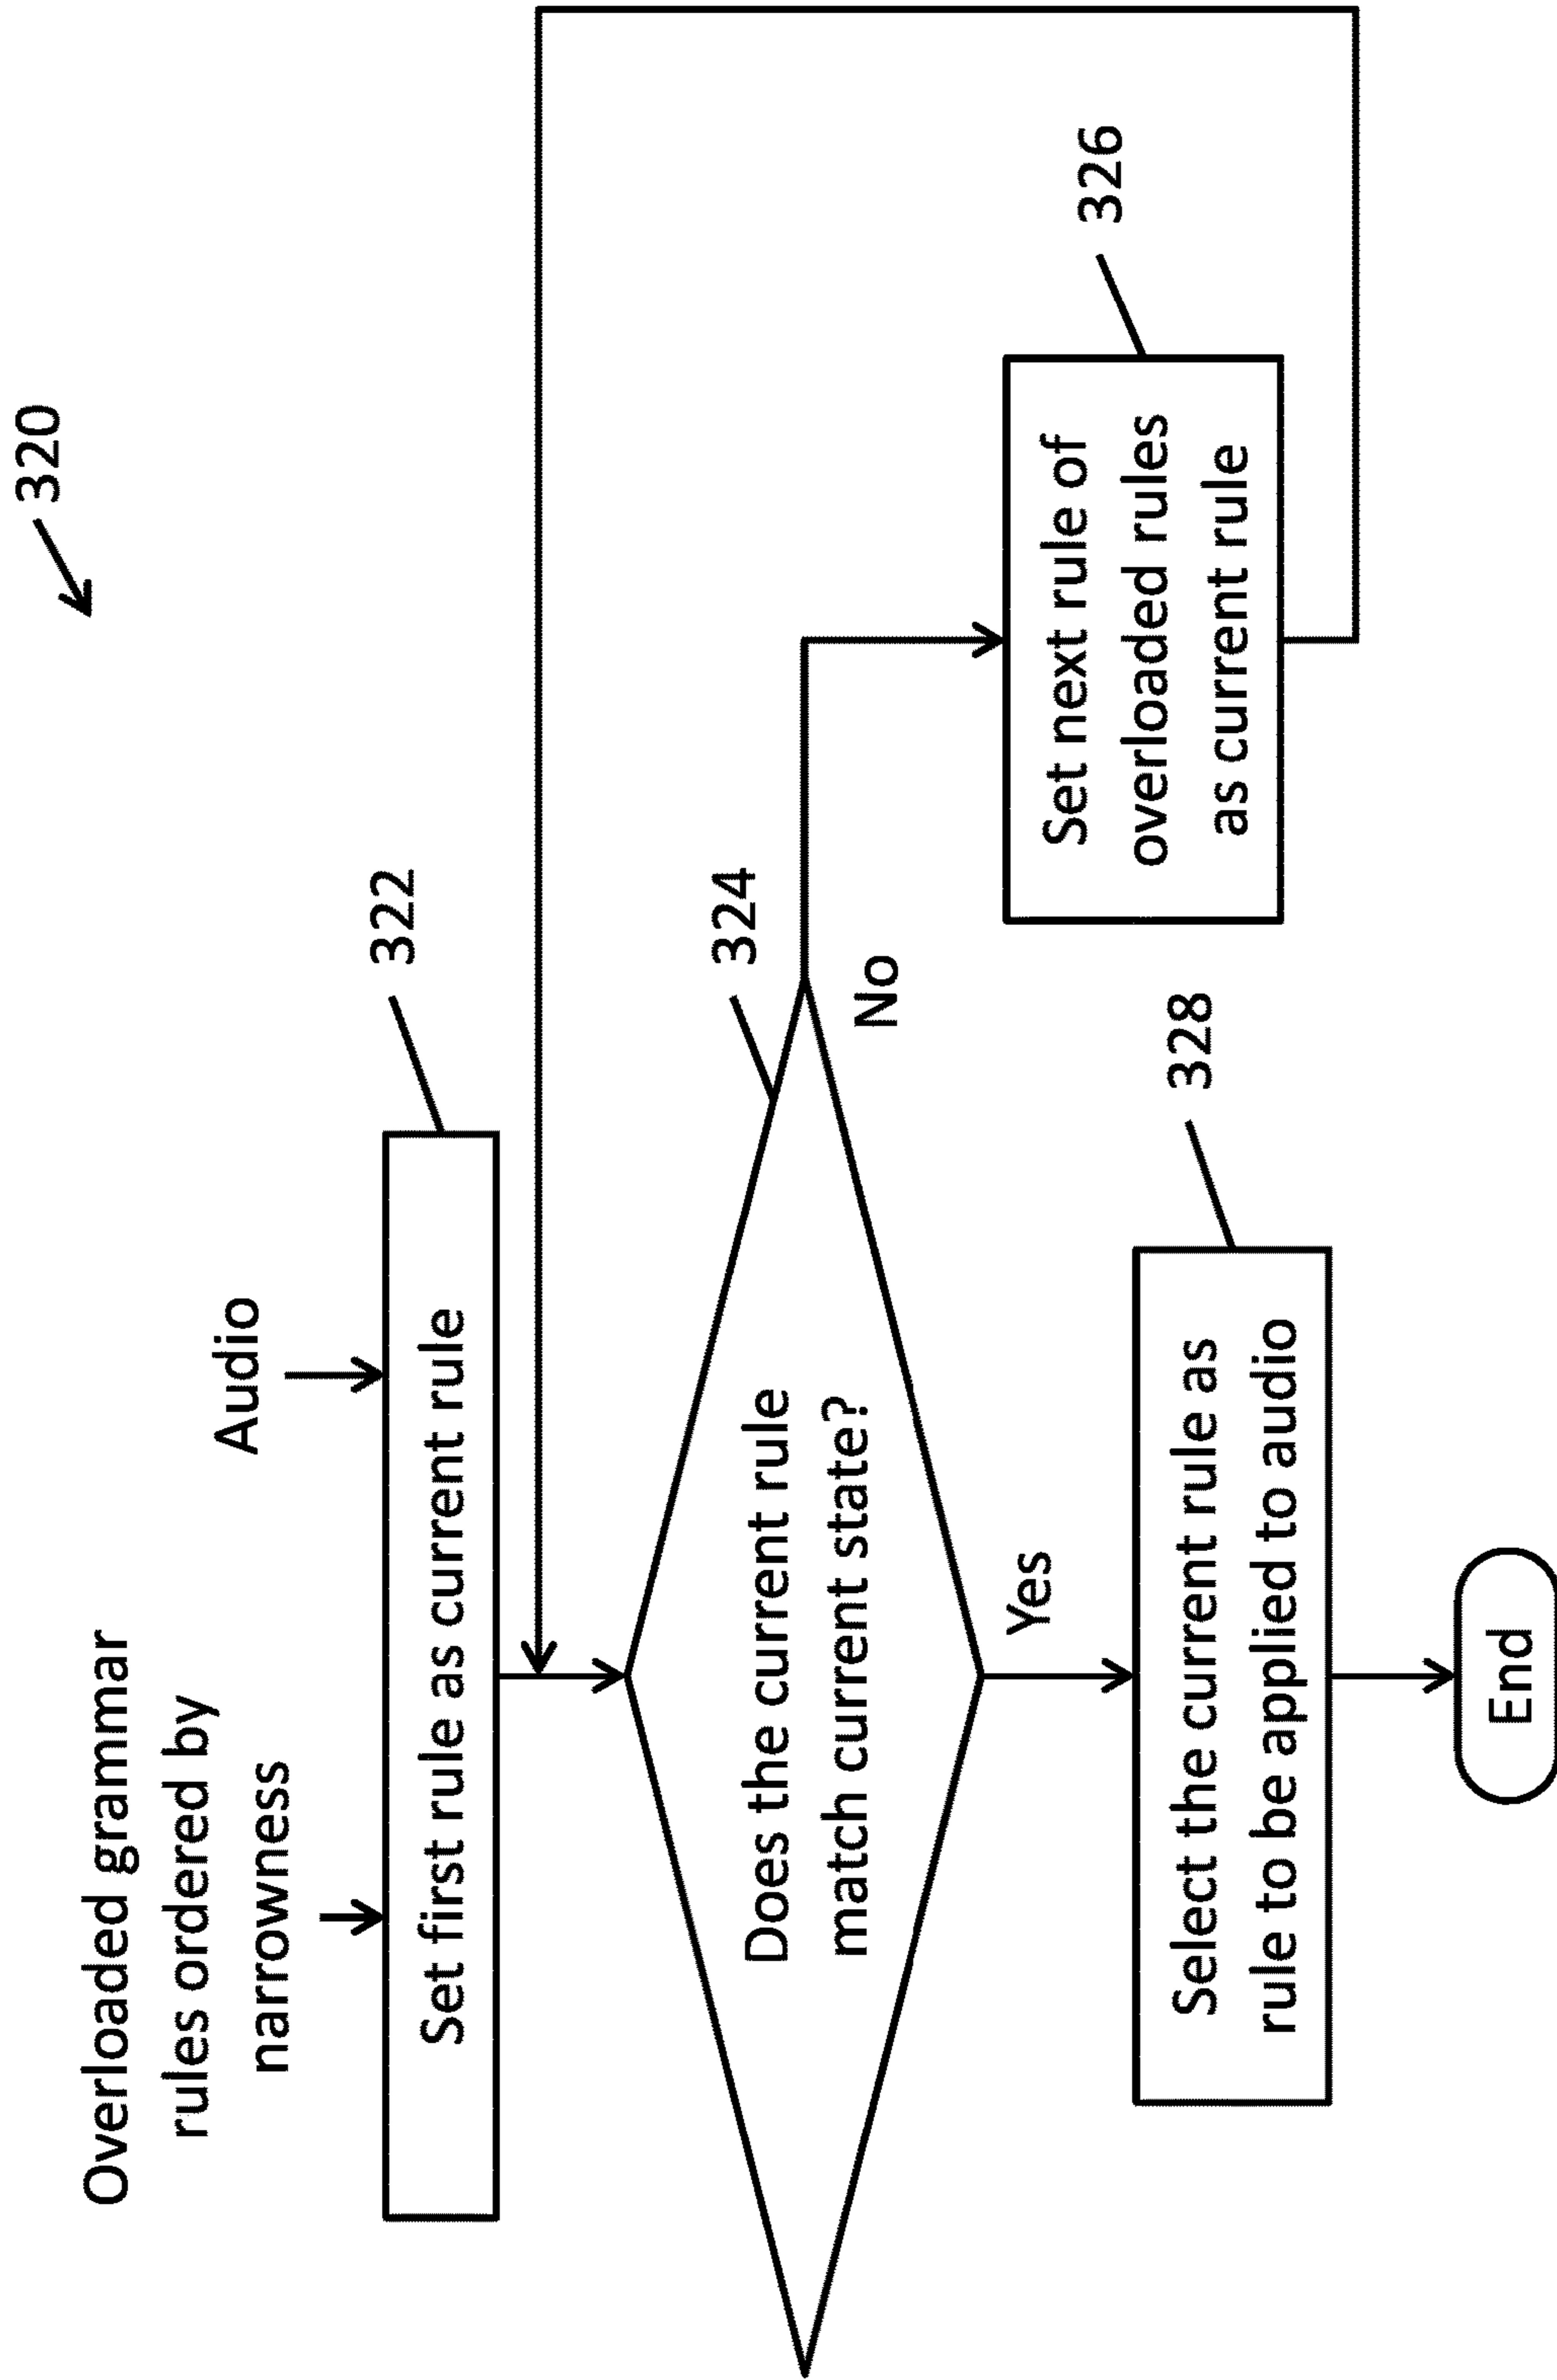 320
Overloaded grammar
rules ordered by
narrowness
Audio
322
Set first rule as current rule
324
Does the current rule
match current state?
No
Yes
326
Set next rule of
overloaded rules
as current rule
328
Select the current rule as
rule to be applied to audio
End